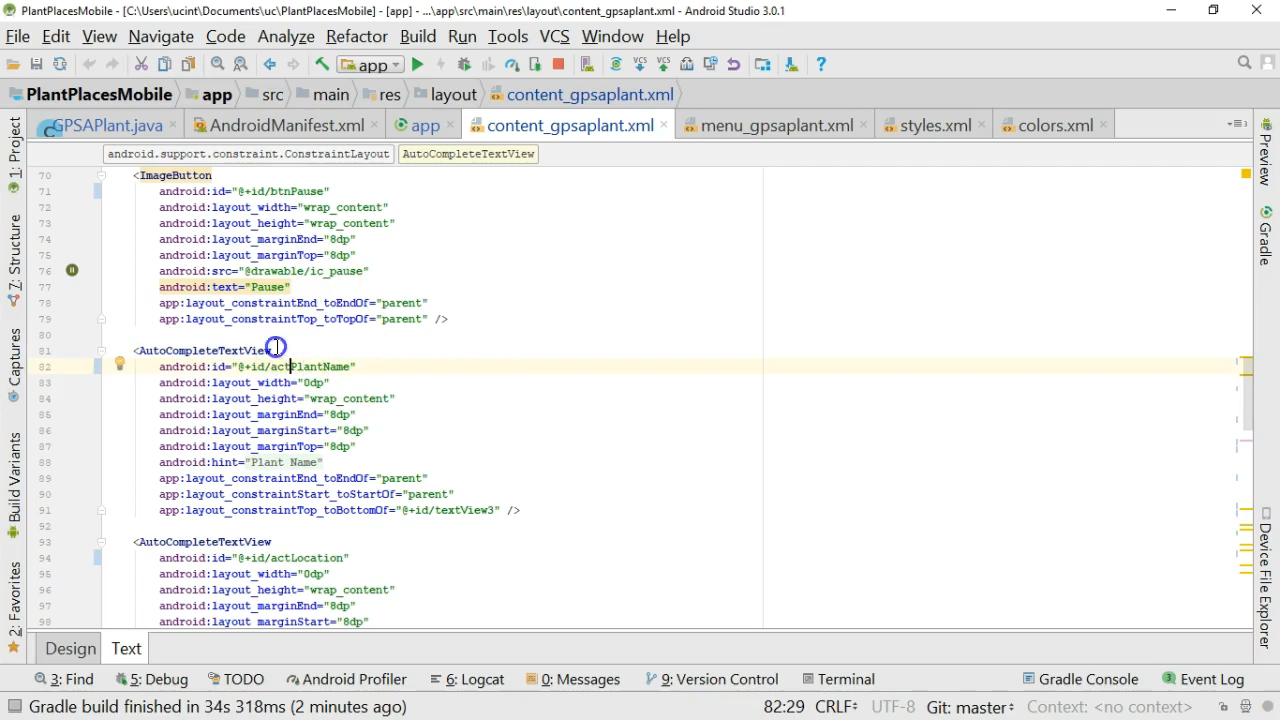 PlantPlacesMobile - [C:\Users\ucint\Documents\uc\PlantPlacesMobile] - [app] - ...\app\src\main\res\layout\content_gpsaplant.xml - Android Studio 3.0.1
File Edit View Navigate Code Analyze Refactor Build Run Tools VCS Window Help
app
VCS VCS
PlantPlacesMobile app src main res layout content_gpsaplant.xml
GPSAPlant.java AndroidManifest.xml app content_gpsaplant.xml menu_gpsaplant.xml styles.xml colors.xml
android.support.constraint.ConstraintLayout AutoCompleteTextView
70 <ImageButton
71 android:id="@+id/btnPause"
72 android:layout_width="wrap_content"
73 android:layout_height="wrap_content"
74 android:layout_marginEnd="8dp"
75 android:layout_marginTop="8dp"
76 android:src="@drawable/ic_pause"
77 android:text="Pause"
78 app:layout_constraintEnd_toEndOf="parent"
79 app:layout_constraintTop_toTopOf="parent" />
80
81 <AutoCompleteTextView
82 android:id="@+id/actPlantName"
83 android:layout_width="0dp"
84 android:layout_height="wrap_content"
85 android:layout_marginEnd="8dp"
86 android:layout_marginStart="8dp"
87 android:layout_marginTop="8dp"
88 android:hint="Plant Name"
89 app:layout_constraintEnd_toEndOf="parent"
90 app:layout_constraintStart_toStartOf="parent"
91 app:layout_constraintTop_toBottomOf="@+id/textView3" />
92
93 <AutoCompleteTextView
94 android:id="@+id/actLocation"
95 android:layout_width="0dp"
96 android:layout_height="wrap_content"
97 android:layout_marginEnd="8dp"
98 android:layout_marginStart="8dp"
1: Project
Z: Structure
Captures
Build Variants
2: Favorites
Preview
Gradle
Device File Explorer
Design Text
3: Find 5: Debug TODO Android Profiler 6: Logcat 0: Messages 9: Version Control Terminal Gradle Console 3 Event Log
Gradle build finished in 34s 318ms (2 minutes ago) 82:29 CRLF UTF-8 Git: master Context: <no context>